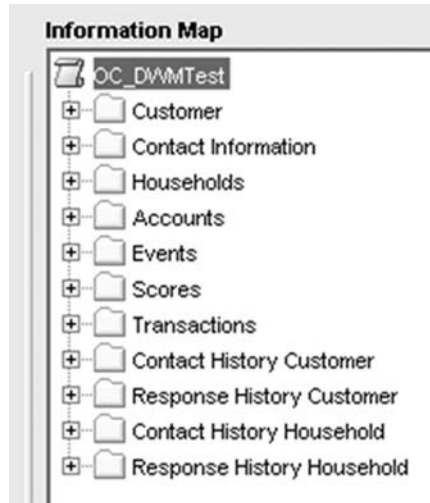 Information Map
OC_DWMTest
Customer
Contact Information
Households
Accounts
Events
Scores
Transactions
Contact History Customer
Response History Customer
Contact History Household
Response History Household